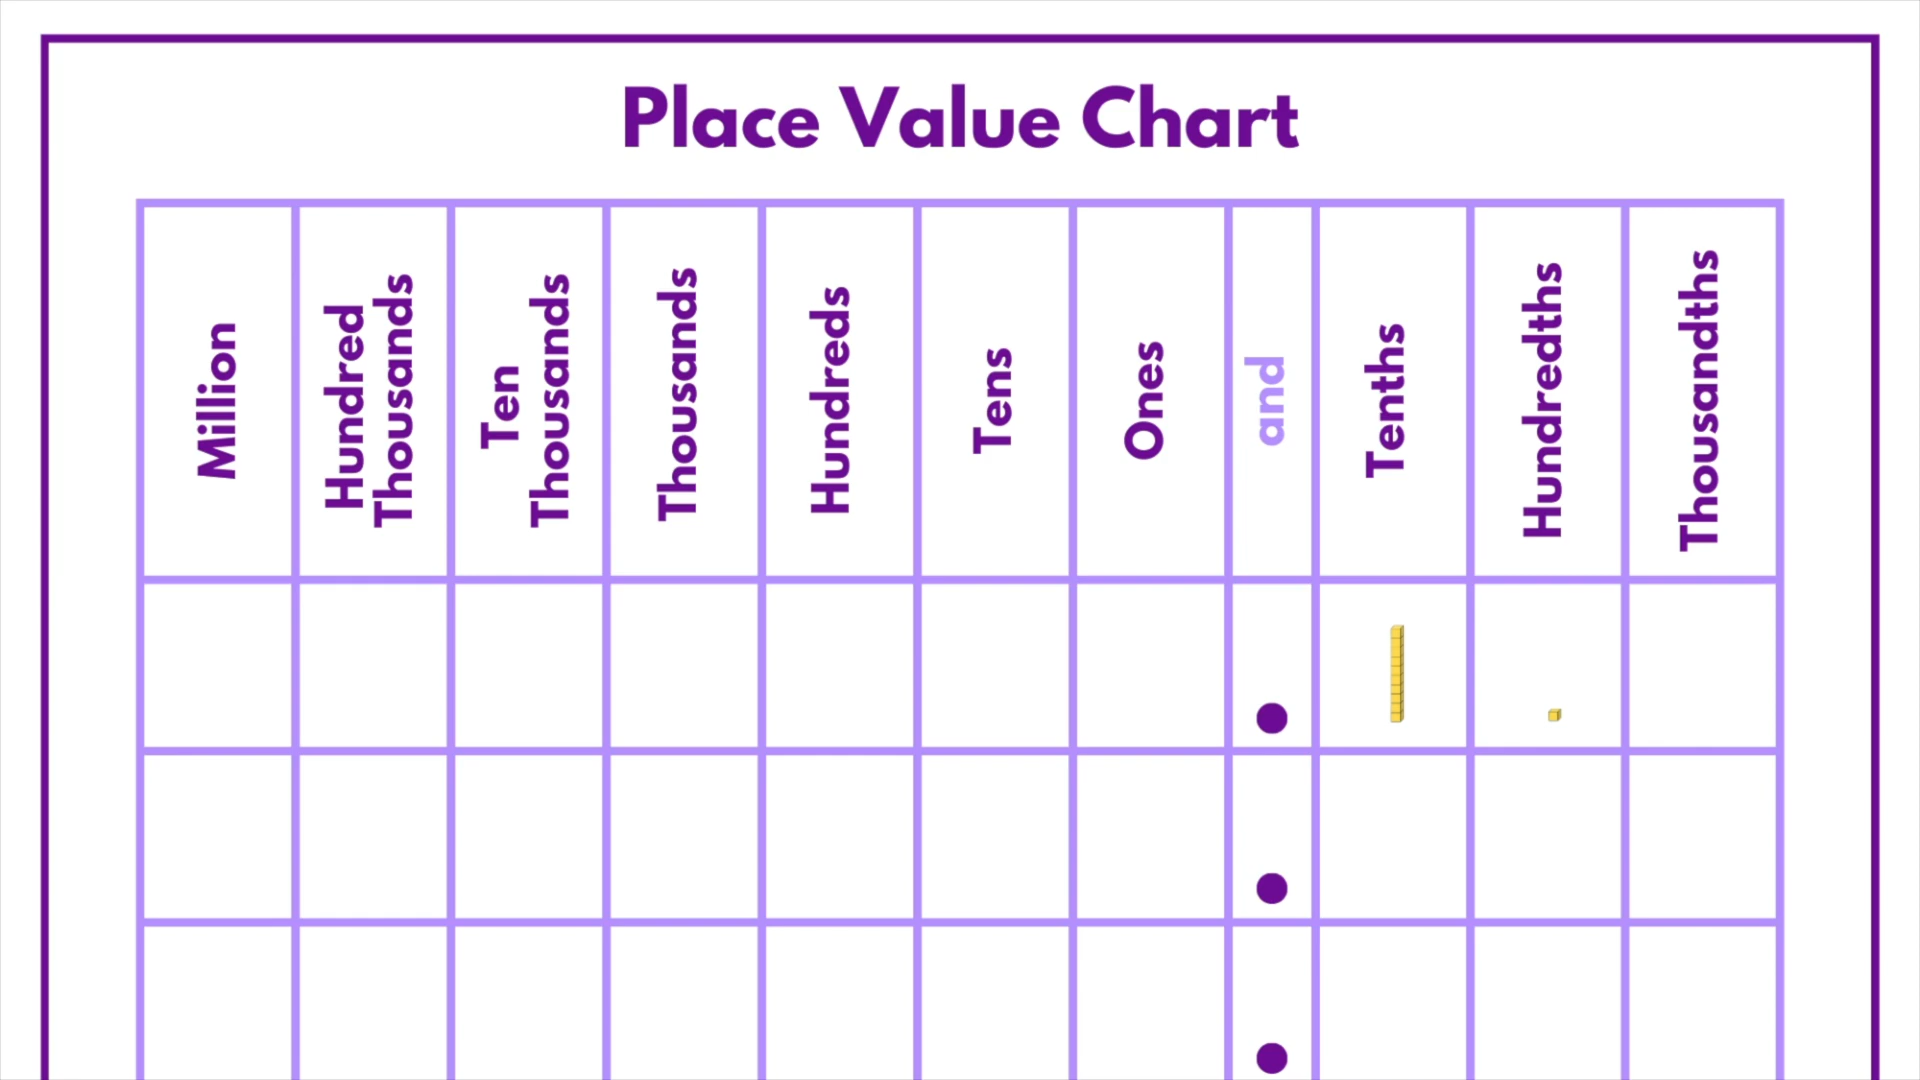 Place Value Chart
Million
Hundred
Thousands
Ten
Thousands
Thousands
Hundreds
Tens
Ones
and
Tenths
Hundredths
Thousandths